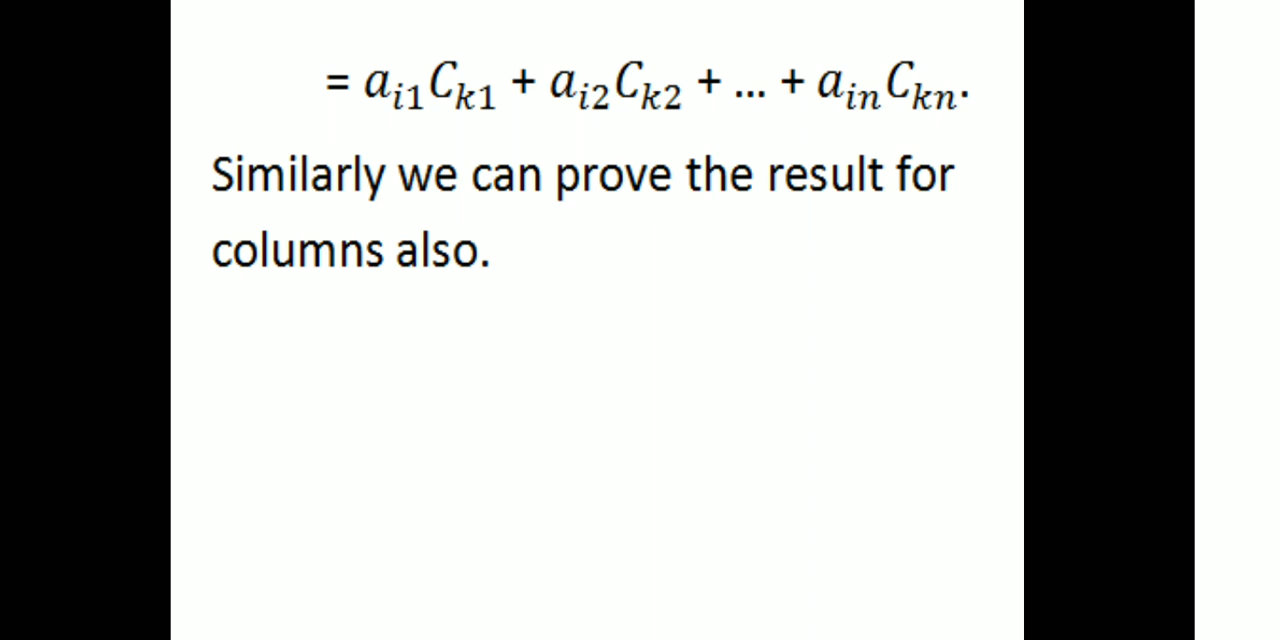 = a_{i1}C_{k1} + a_{i2}C_{k2} + ... + a_{in}C_{kn}.
Similarly we can prove the result for
columns also.